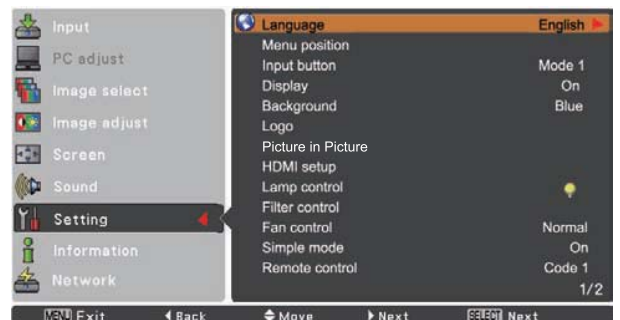 Input
PC adjust
Image select
Image adjust
Screen
Sound
Setting
Information
Network
Language English
Menu position
Input button Mode 1
Display On
Background Blue
Logo
Picture in Picture
HDMI setup
Lamp control
Filter control
Fan control Normal
Simple mode On
Remote control Code 1
1/2
MENU Exit Back Move Next SELECT Next